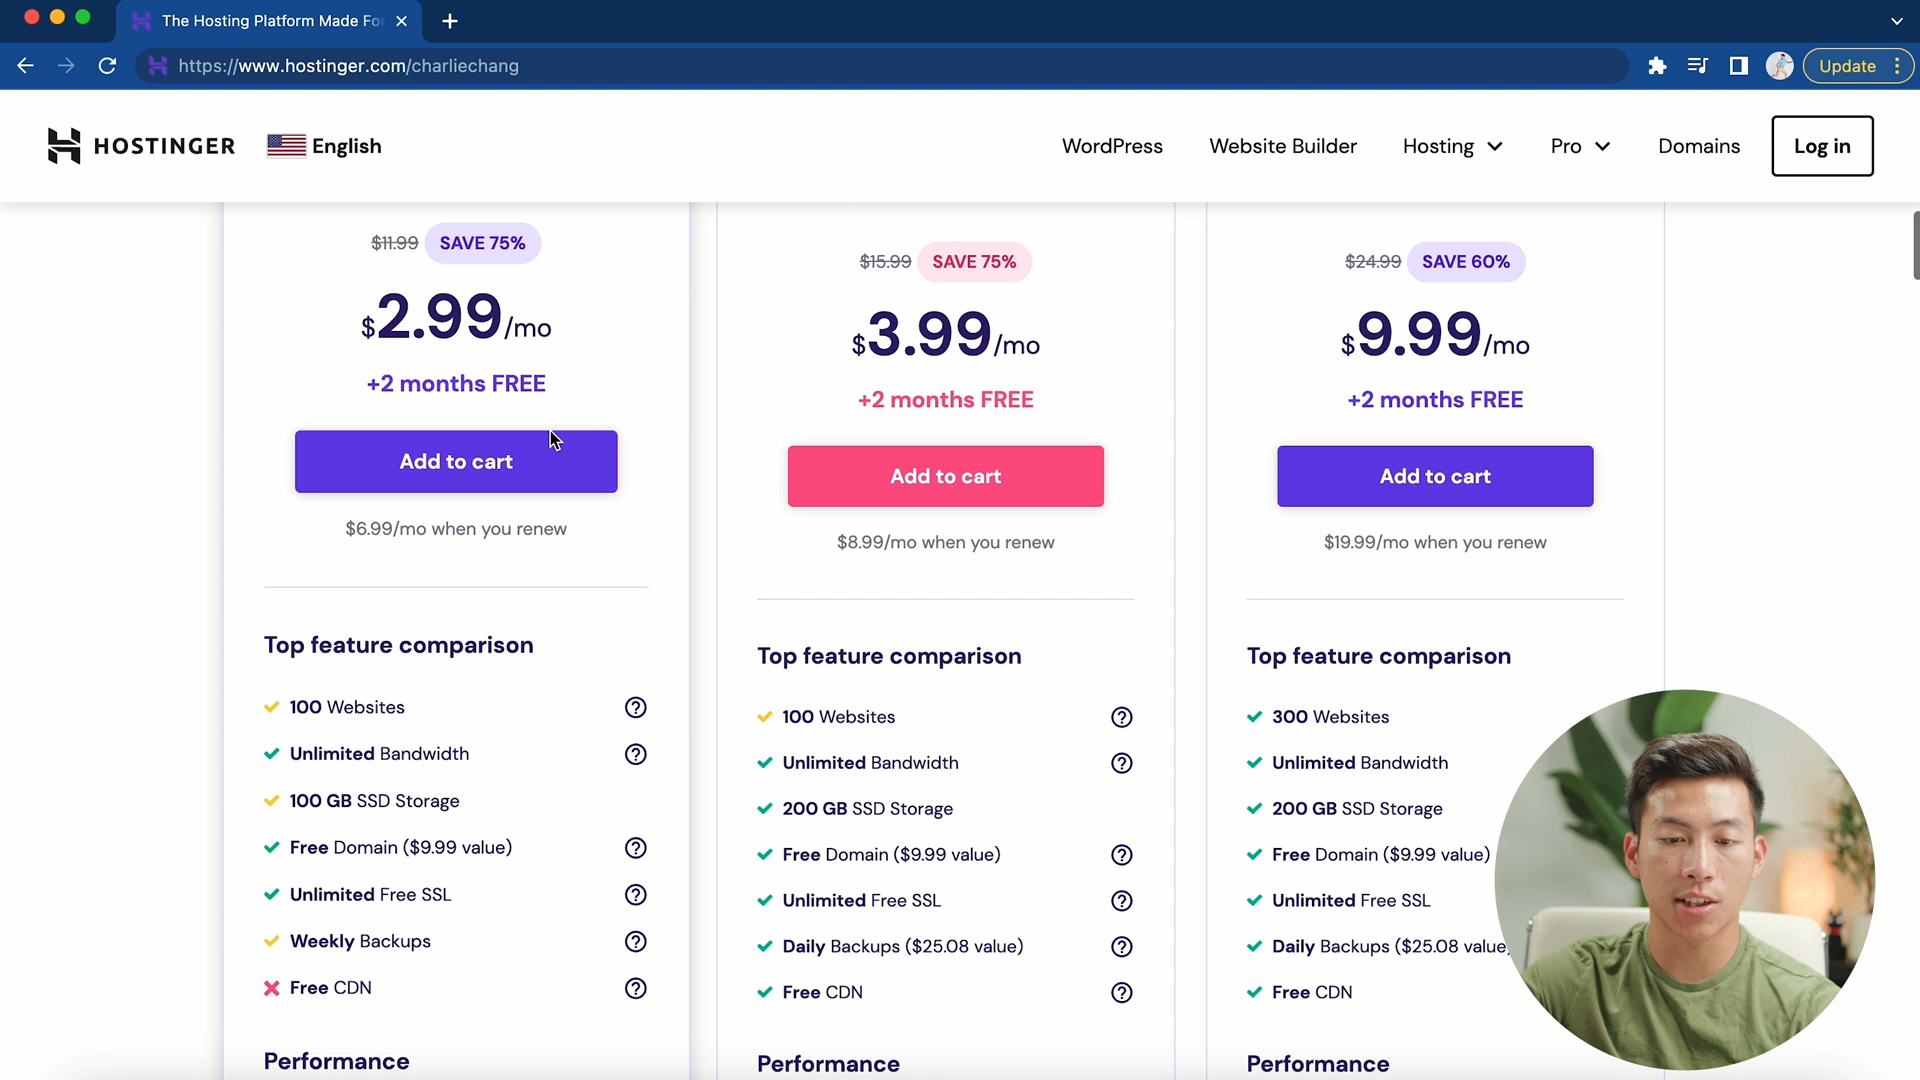 The Hosting Platform Made For
https://www.hostinger.com/charliechang
Update
HOSTINGER
English
WordPress
Website Builder
Hosting
Pro
Domains
Log in
$11.99 SAVE 75%
$2.99/mo
+2 months FREE
Add to cart
$6.99/mo when you renew
Top feature comparison
100 Websites
Unlimited Bandwidth
100 GB SSD Storage
Free Domain ($9.99 value)
Unlimited Free SSL
Weekly Backups
Free CDN
Performance
$15.99 SAVE 75%
$3.99/mo
+2 months FREE
Add to cart
$8.99/mo when you renew
Top feature comparison
100 Websites
Unlimited Bandwidth
200 GB SSD Storage
Free Domain ($9.99 value)
Unlimited Free SSL
Daily Backups ($25.08 value)
Free CDN
Performance
$24.99 SAVE 60%
$9.99/mo
+2 months FREE
Add to cart
$19.99/mo when you renew
Top feature comparison
300 Websites
Unlimited Bandwidth
200 GB SSD Storage
Free Domain ($9.99 value)
Unlimited Free SSL
Daily Backups ($25.08 value)
Free CDN
Performance